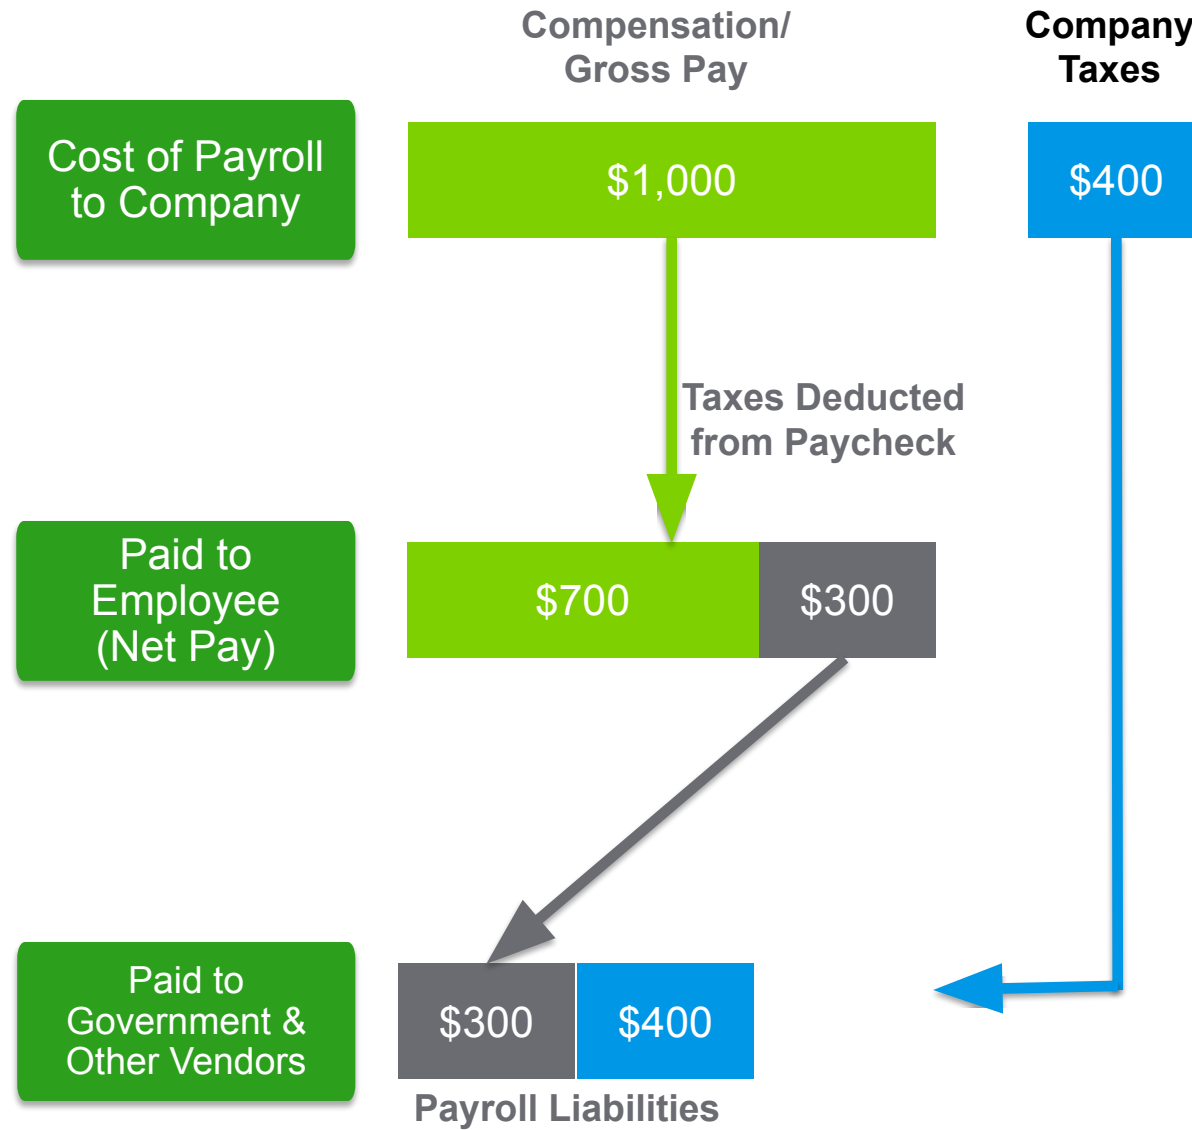 Compensation/
Gross Pay
Company
Taxes
Cost of Payroll
to Company
$1,000
$400
Taxes Deducted
from Paycheck
Paid to
Employee
(Net Pay)
$700
$300
Paid to
Government &
Other Vendors
$300
$400
Payroll Liabilities